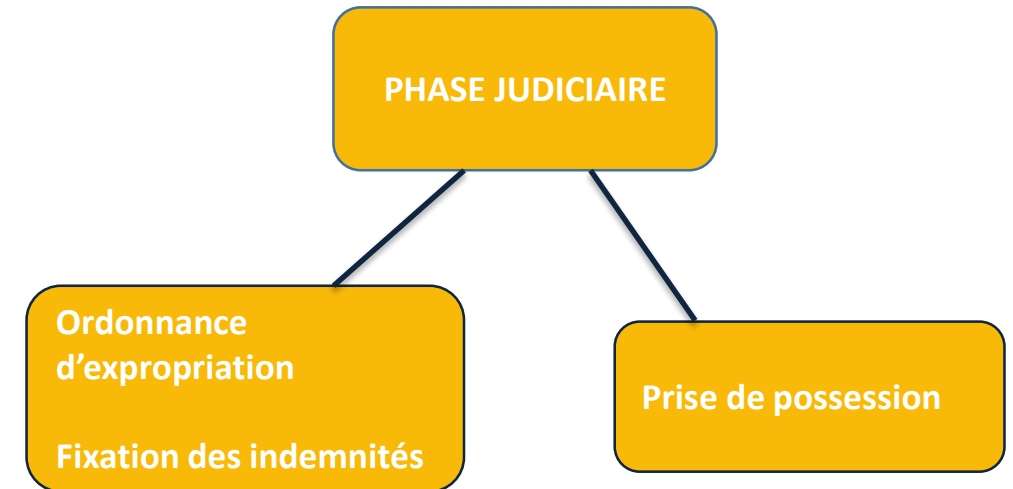 PHASE JUDICIAIRE
Ordonnance
d’expropriation
Fixation des indemnités
Prise de possession